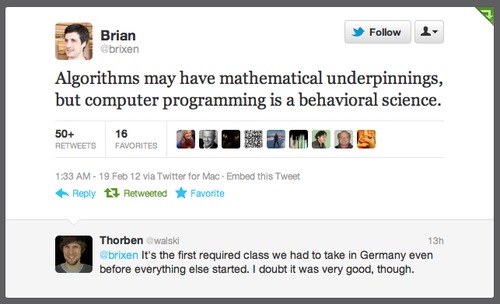 Brian
@brixen
Follow
Algorithms may have mathematical underpinnings,
but computer programming is a behavioral science.
50+
RETWEETS
16
FAVORITES
1:33 AM - 19 Feb 12 via Twitter for Mac · Embed this Tweet
Reply Retweeted Favorite
Thorben @walski 13h
@brixen It's the first required class we had to take in Germany even
before everything else started. I doubt it was very good, though.